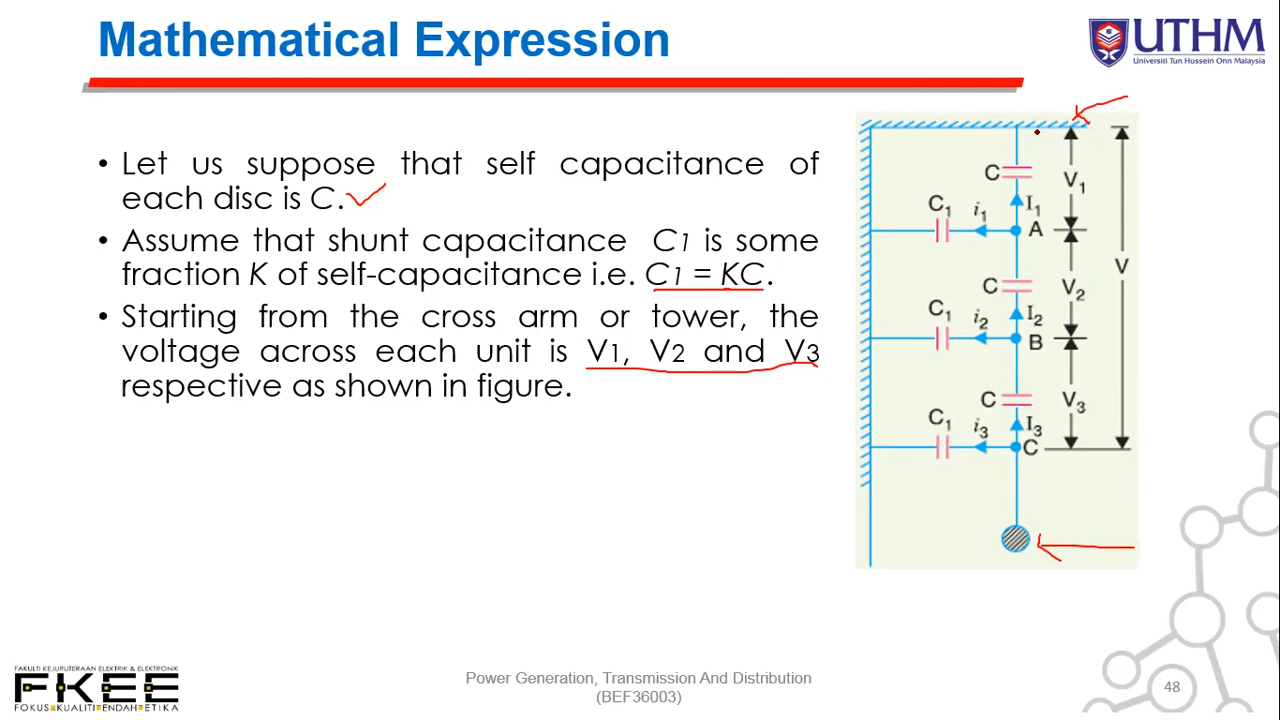 Mathematical Expression
UTHM
Universiti Tun Hussein Onn Malaysia
• Let us suppose that self capacitance of
each disc is C.
• Assume that shunt capacitance C1 is some
fraction K of self-capacitance i.e. C1 = KC.
• Starting from the cross arm or tower, the
voltage across each unit is V1, V2 and V3
respective as shown in figure.
C
V1
C1 i1 I1
A
V
C
V2
C1 i2 I2
B
C
V3
C1 i3 I3
C
FAKULTI KEJURUTERAAN ELEKTRIK & ELEKTRONIK
FKEE
FOKUS•KUALITI•ENDAH•ETIKA
Power Generation, Transmission And Distribution
(BEF36003)
48